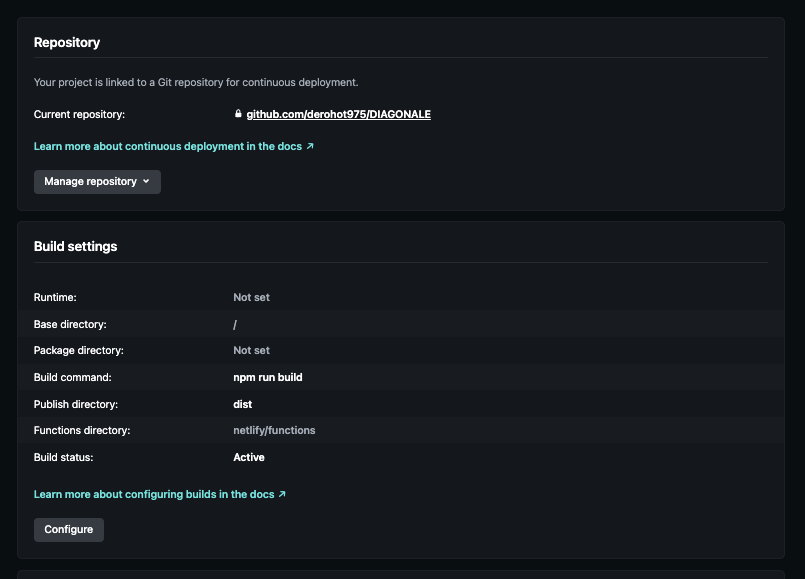 Repository
Your project is linked to a Git repository for continuous deployment.
Current repository: github.com/derohot975/DIAGONALE
Learn more about continuous deployment in the docs ↗
Manage repository
Build settings
Runtime: Not set
Base directory: /
Package directory: Not set
Build command: npm run build
Publish directory: dist
Functions directory: netlify/functions
Build status: Active
Learn more about configuring builds in the docs ↗
Configure